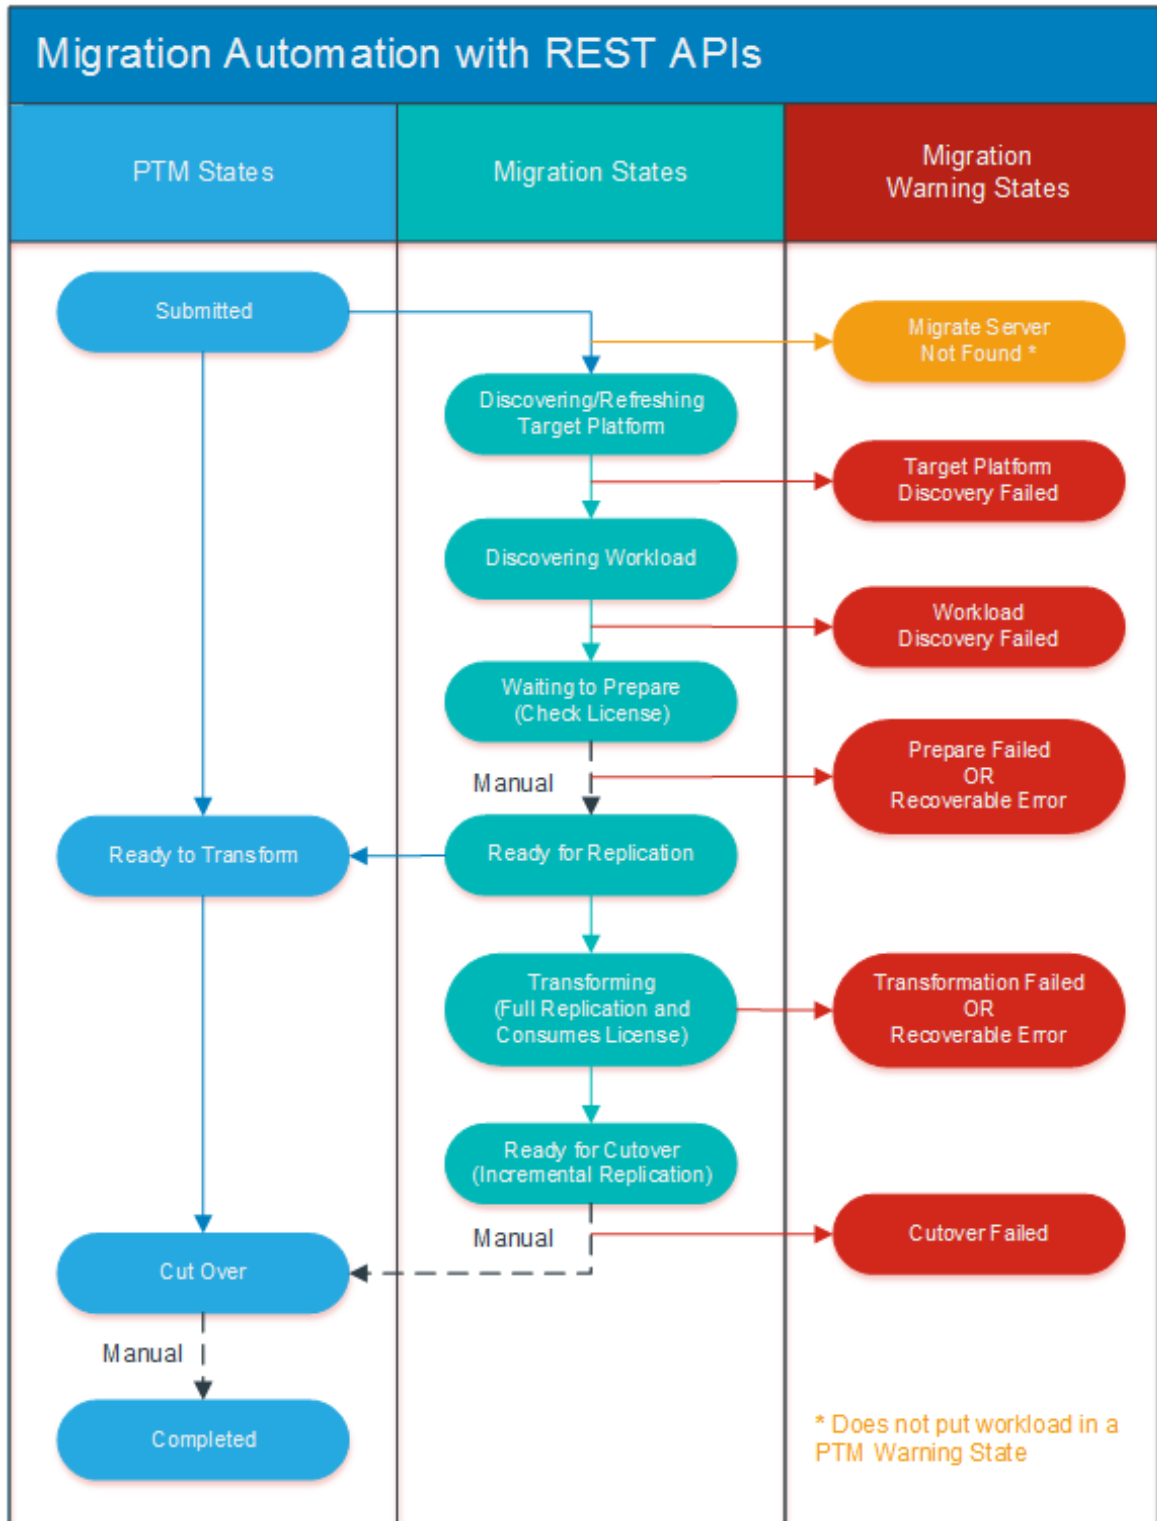 Migration Automation with REST APIs
PTM States
Migration States
Migration
Warning States
Submitted
Migrate Server
Not Found *
Discovering/Refreshing
Target Platform
Target Platform
Discovery Failed
Discovering Workload
Workload
Discovery Failed
Waiting to Prepare
(Check License)
Manual
Prepare Failed
OR
Recoverable Error
Ready to Transform
Ready for Replication
Transforming
(Full Replication and
Consumes License)
Transformation Failed
OR
Recoverable Error
Ready for Cutover
(Incremental Replication)
Manual
Cutover Failed
Cut Over
Manual
Completed
* Does not put workload in a
PTM Warning State